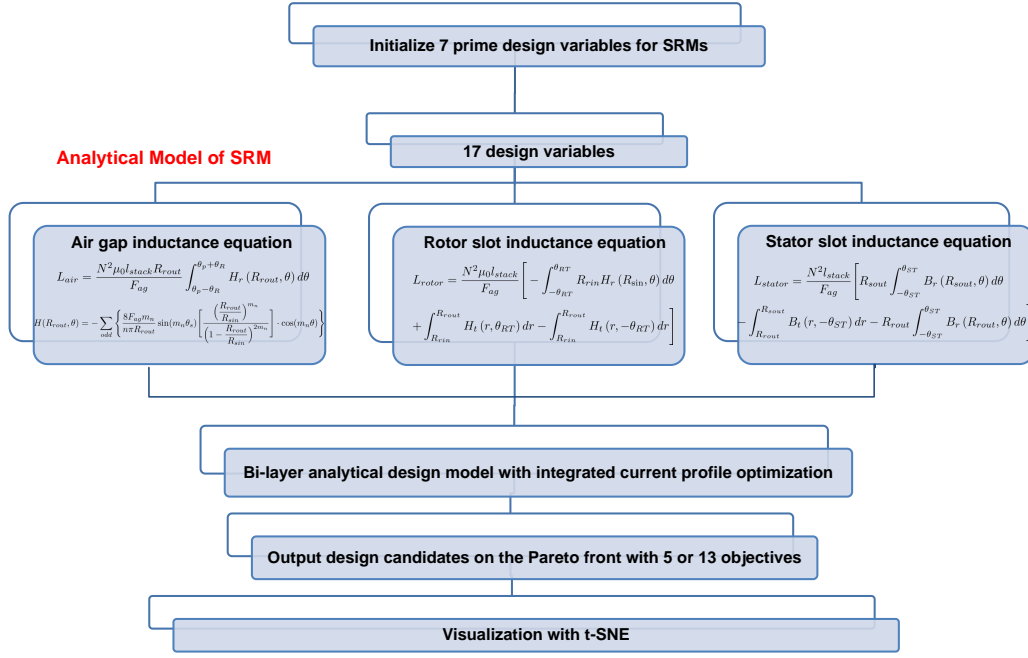 Initialize 7 prime design variables for SRMs
17 design variables
Analytical Model of SRM
Air gap inductance equation
L_{air} = \frac{N^2 \mu_0 l_{stack} R_{rout}}{F_{ag}} \int_{\theta_p - \theta_R}^{\theta_p + \theta_R} H_r (R_{rout}, \theta) d\theta
H(R_{rout}, \theta) = - \sum_{odd} \left\{ \frac{8 F_{ag} m_n}{n \pi R_{rout}} \sin(m_n \theta_s) \left[ \frac{\left( \frac{R_{rout}}{R_{sin}} \right)^{m_n}}{\left( 1 - \frac{R_{rout}}{R_{sin}} \right)^{2m_n}} \right] \cdot \cos(m_n \theta) \right\}
Rotor slot inductance equation
L_{rotor} = \frac{N^2 \mu_0 l_{stack}}{F_{ag}} \left[ - \int_{-\theta_{RT}}^{\theta_{RT}} R_{rin} H_r (R_{sin}, \theta) d\theta
+ \int_{R_{rin}}^{R_{rout}} H_t (r, \theta_{RT}) dr - \int_{R_{rin}}^{R_{rout}} H_t (r, -\theta_{RT}) dr \right]
Stator slot inductance equation
L_{stator} = \frac{N^2 l_{stack}}{F_{ag}} \left[ R_{sout} \int_{-\theta_{ST}}^{\theta_{ST}} B_r (R_{sout}, \theta) d\theta
- \int_{R_{rout}}^{R_{sout}} B_t (r, -\theta_{ST}) dr - R_{rout} \int_{-\theta_{ST}}^{\theta_{ST}} B_r (R_{rout}, \theta) d\theta \right]
Bi-layer analytical design model with integrated current profile optimization
Output design candidates on the Pareto front with 5 or 13 objectives
Visualization with t-SNE